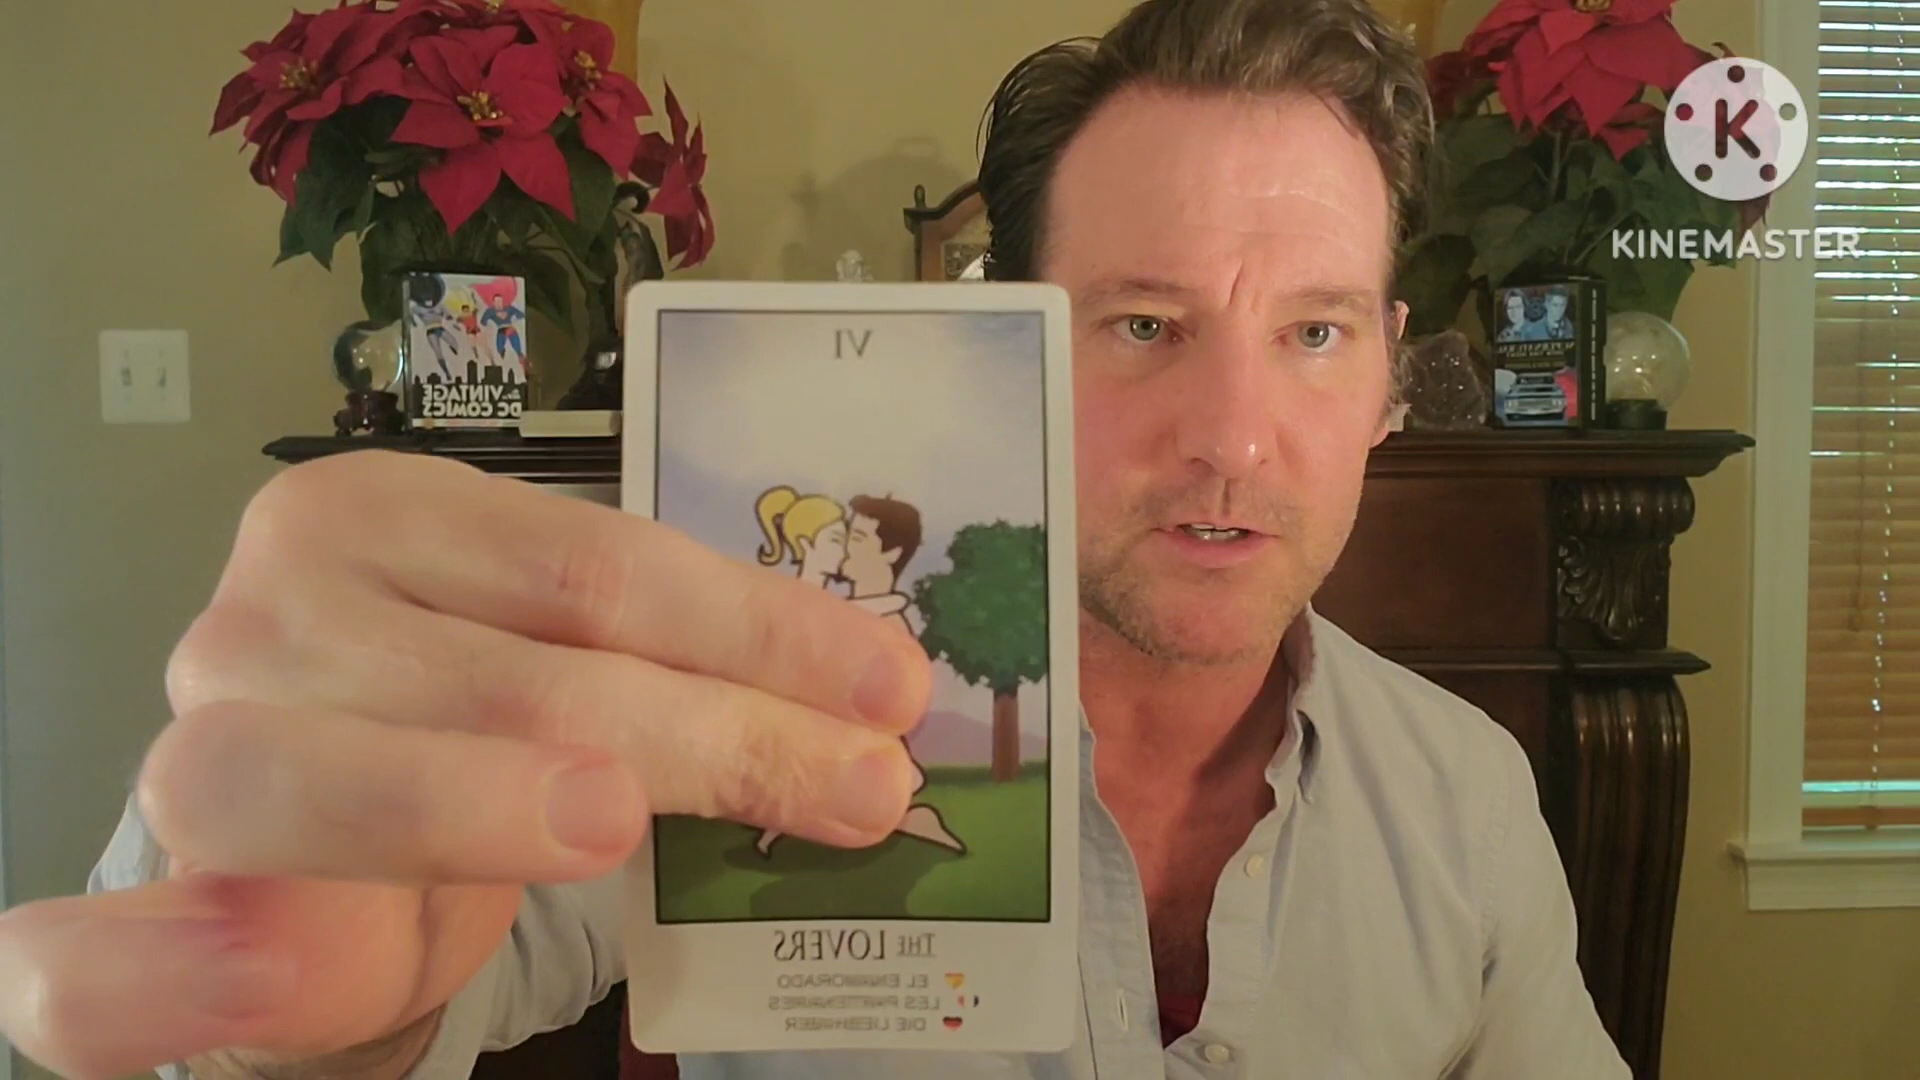 K
KINEMASTER
VI
VINTAGE
DC COMICS
THE LOVERS
EL ENAMORADO
LES PARTENAIRES
DIE LIEBHABER